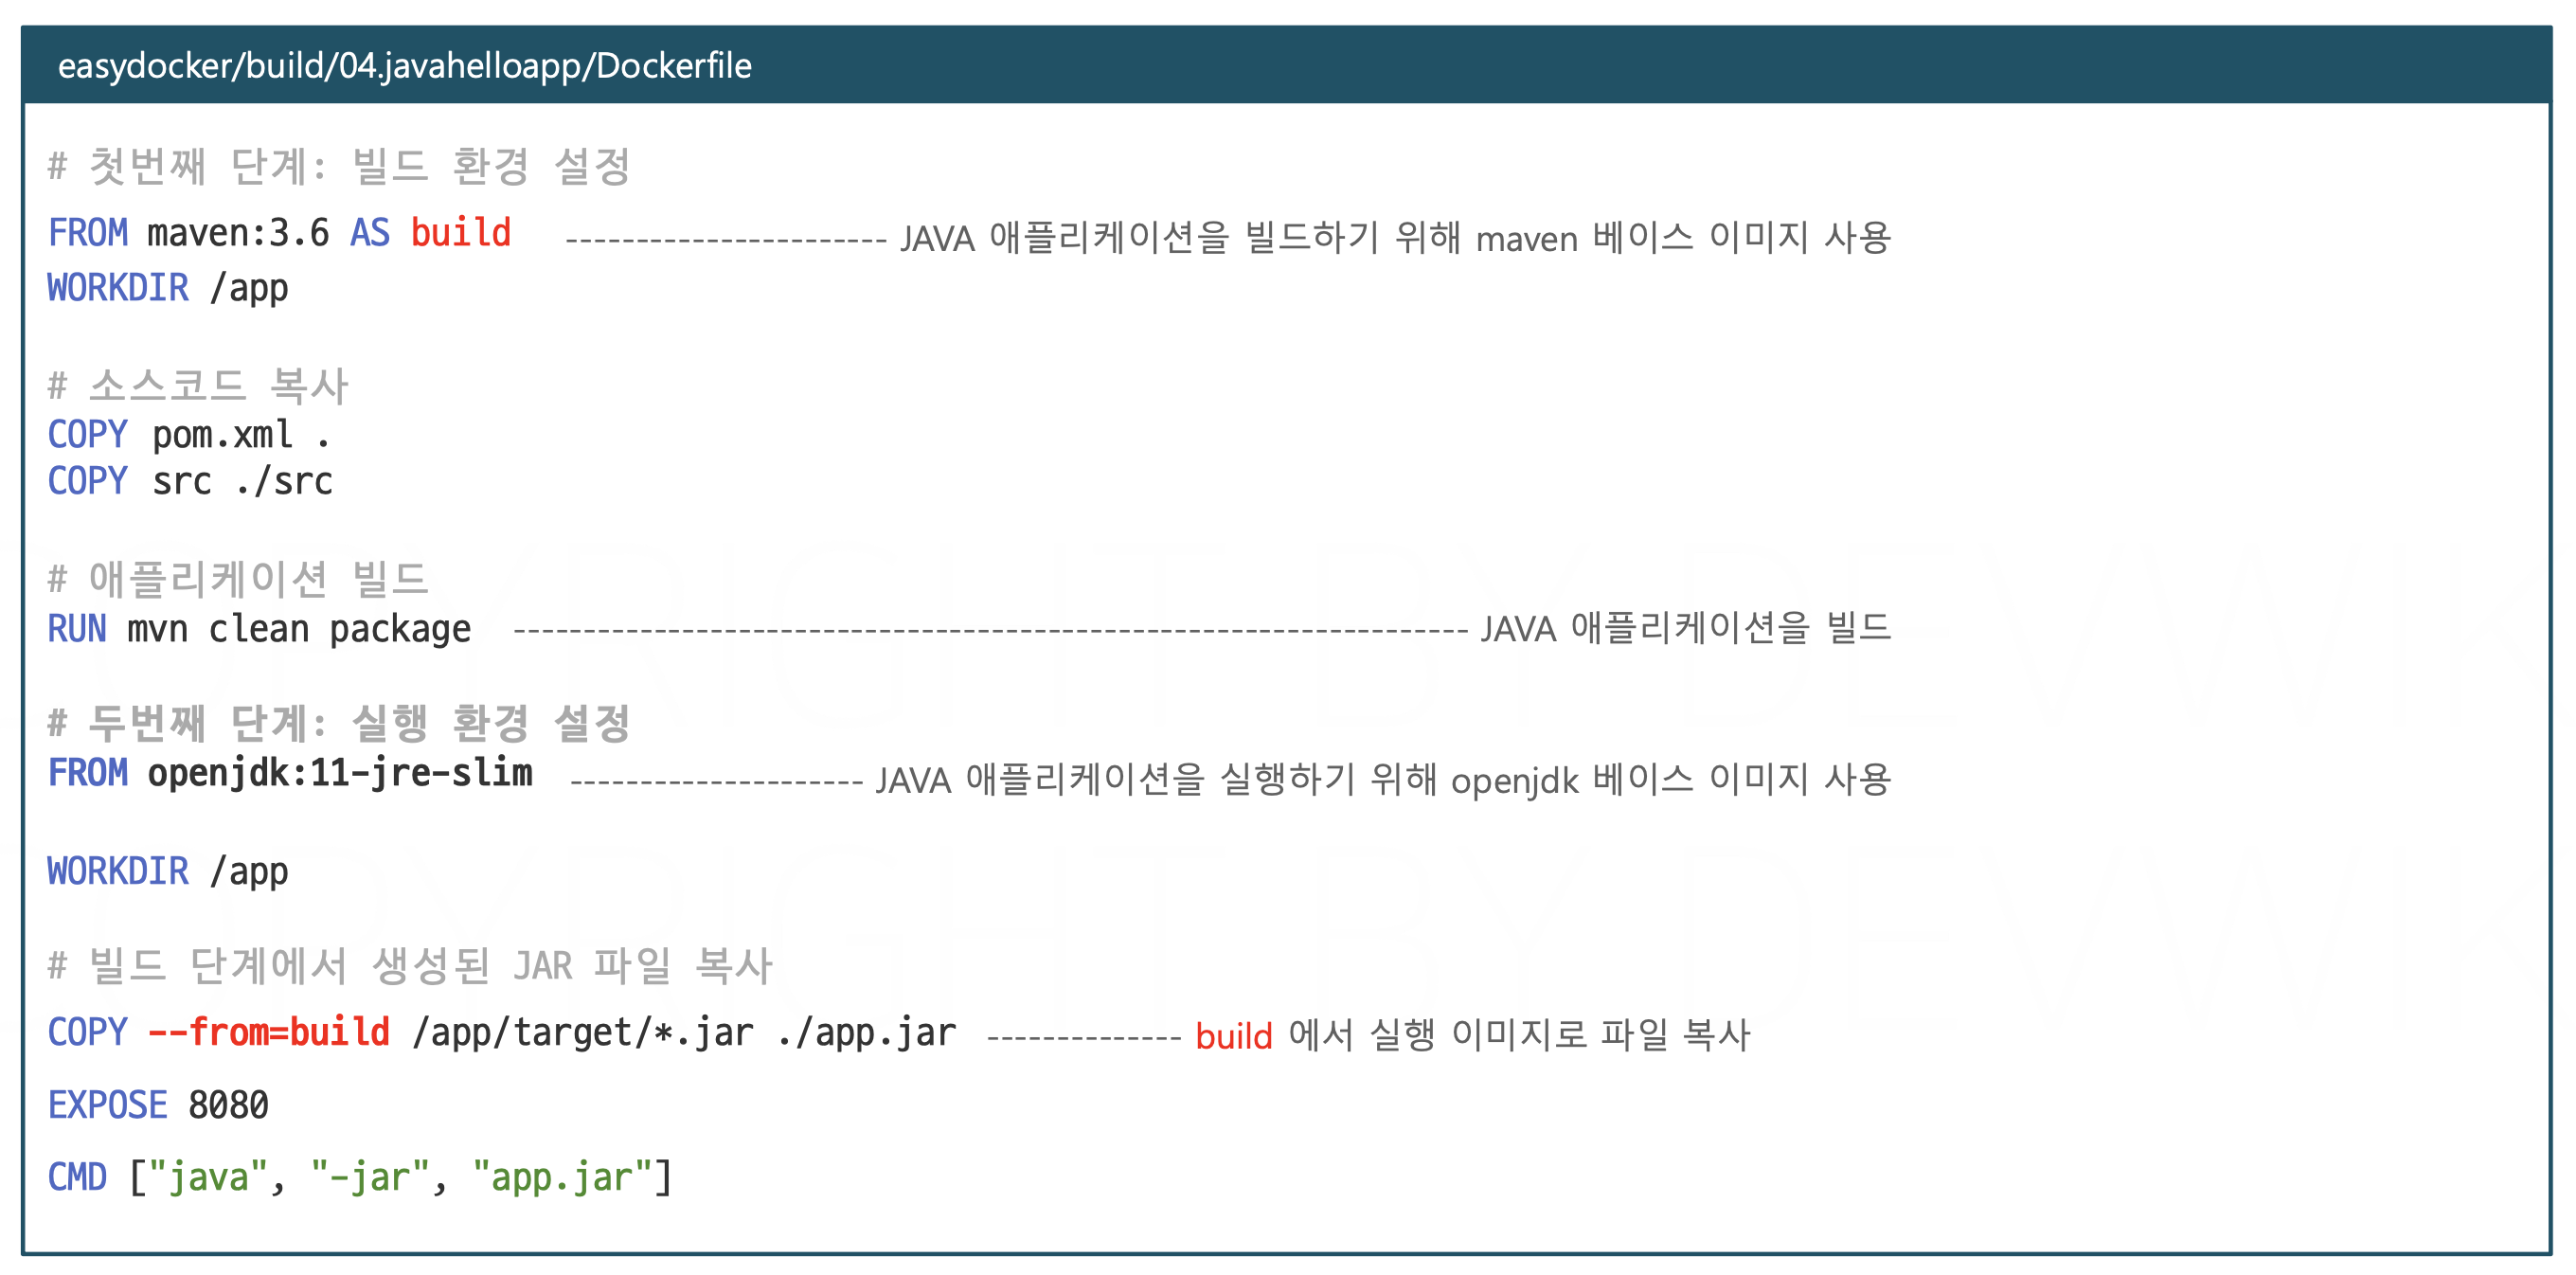 easydocker/build/04.javahelloapp/Dockerfile
# 첫번째 단계: 빌드 환경 설정
FROM maven:3.6 AS build ----------------------- JAVA 애플리케이션을 빌드하기 위해 maven 베이스 이미지 사용
WORKDIR /app
# 소스코드 복사
COPY pom.xml .
COPY src ./src
# 애플리케이션 빌드
RUN mvn clean package -------------------------------------------------------------------- JAVA 애플리케이션을 빌드
# 두번째 단계: 실행 환경 설정
FROM openjdk:11-jre-slim --------------------- JAVA 애플리케이션을 실행하기 위해 openjdk 베이스 이미지 사용
WORKDIR /app
# 빌드 단계에서 생성된 JAR 파일 복사
COPY --from=build /app/target/*.jar ./app.jar -------------- build 에서 실행 이미지로 파일 복사
EXPOSE 8080
CMD ["java", "-jar", "app.jar"]